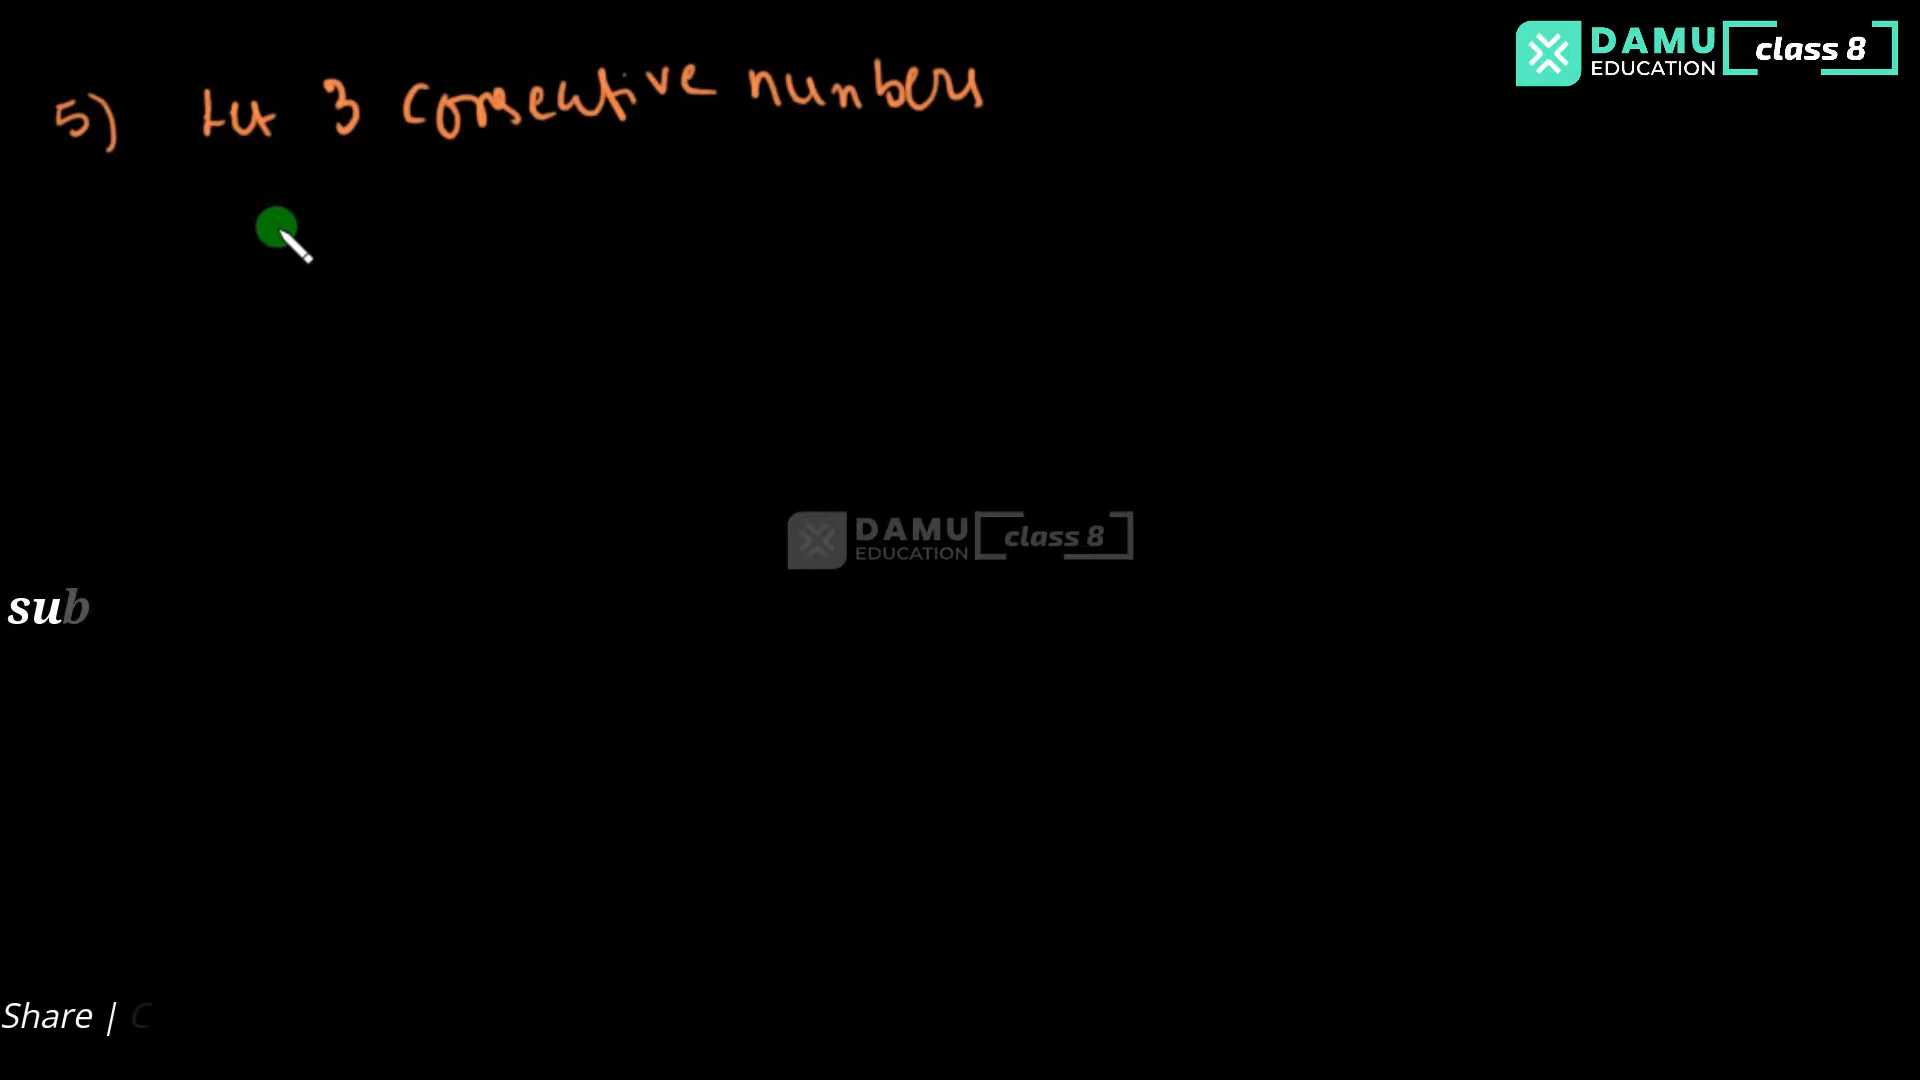 DAMU
EDUCATION
class 8
5) Let 3 consecutive numbers
DAMU
EDUCATION
class 8
sub
Share | C